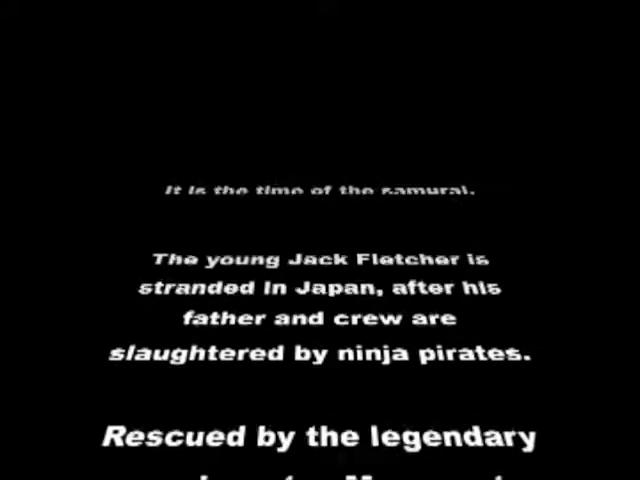 It is the time of the samurai.
The young Jack Fletcher is
stranded in Japan, after his
father and crew are
slaughtered by ninja pirates.
Rescued by the legendary